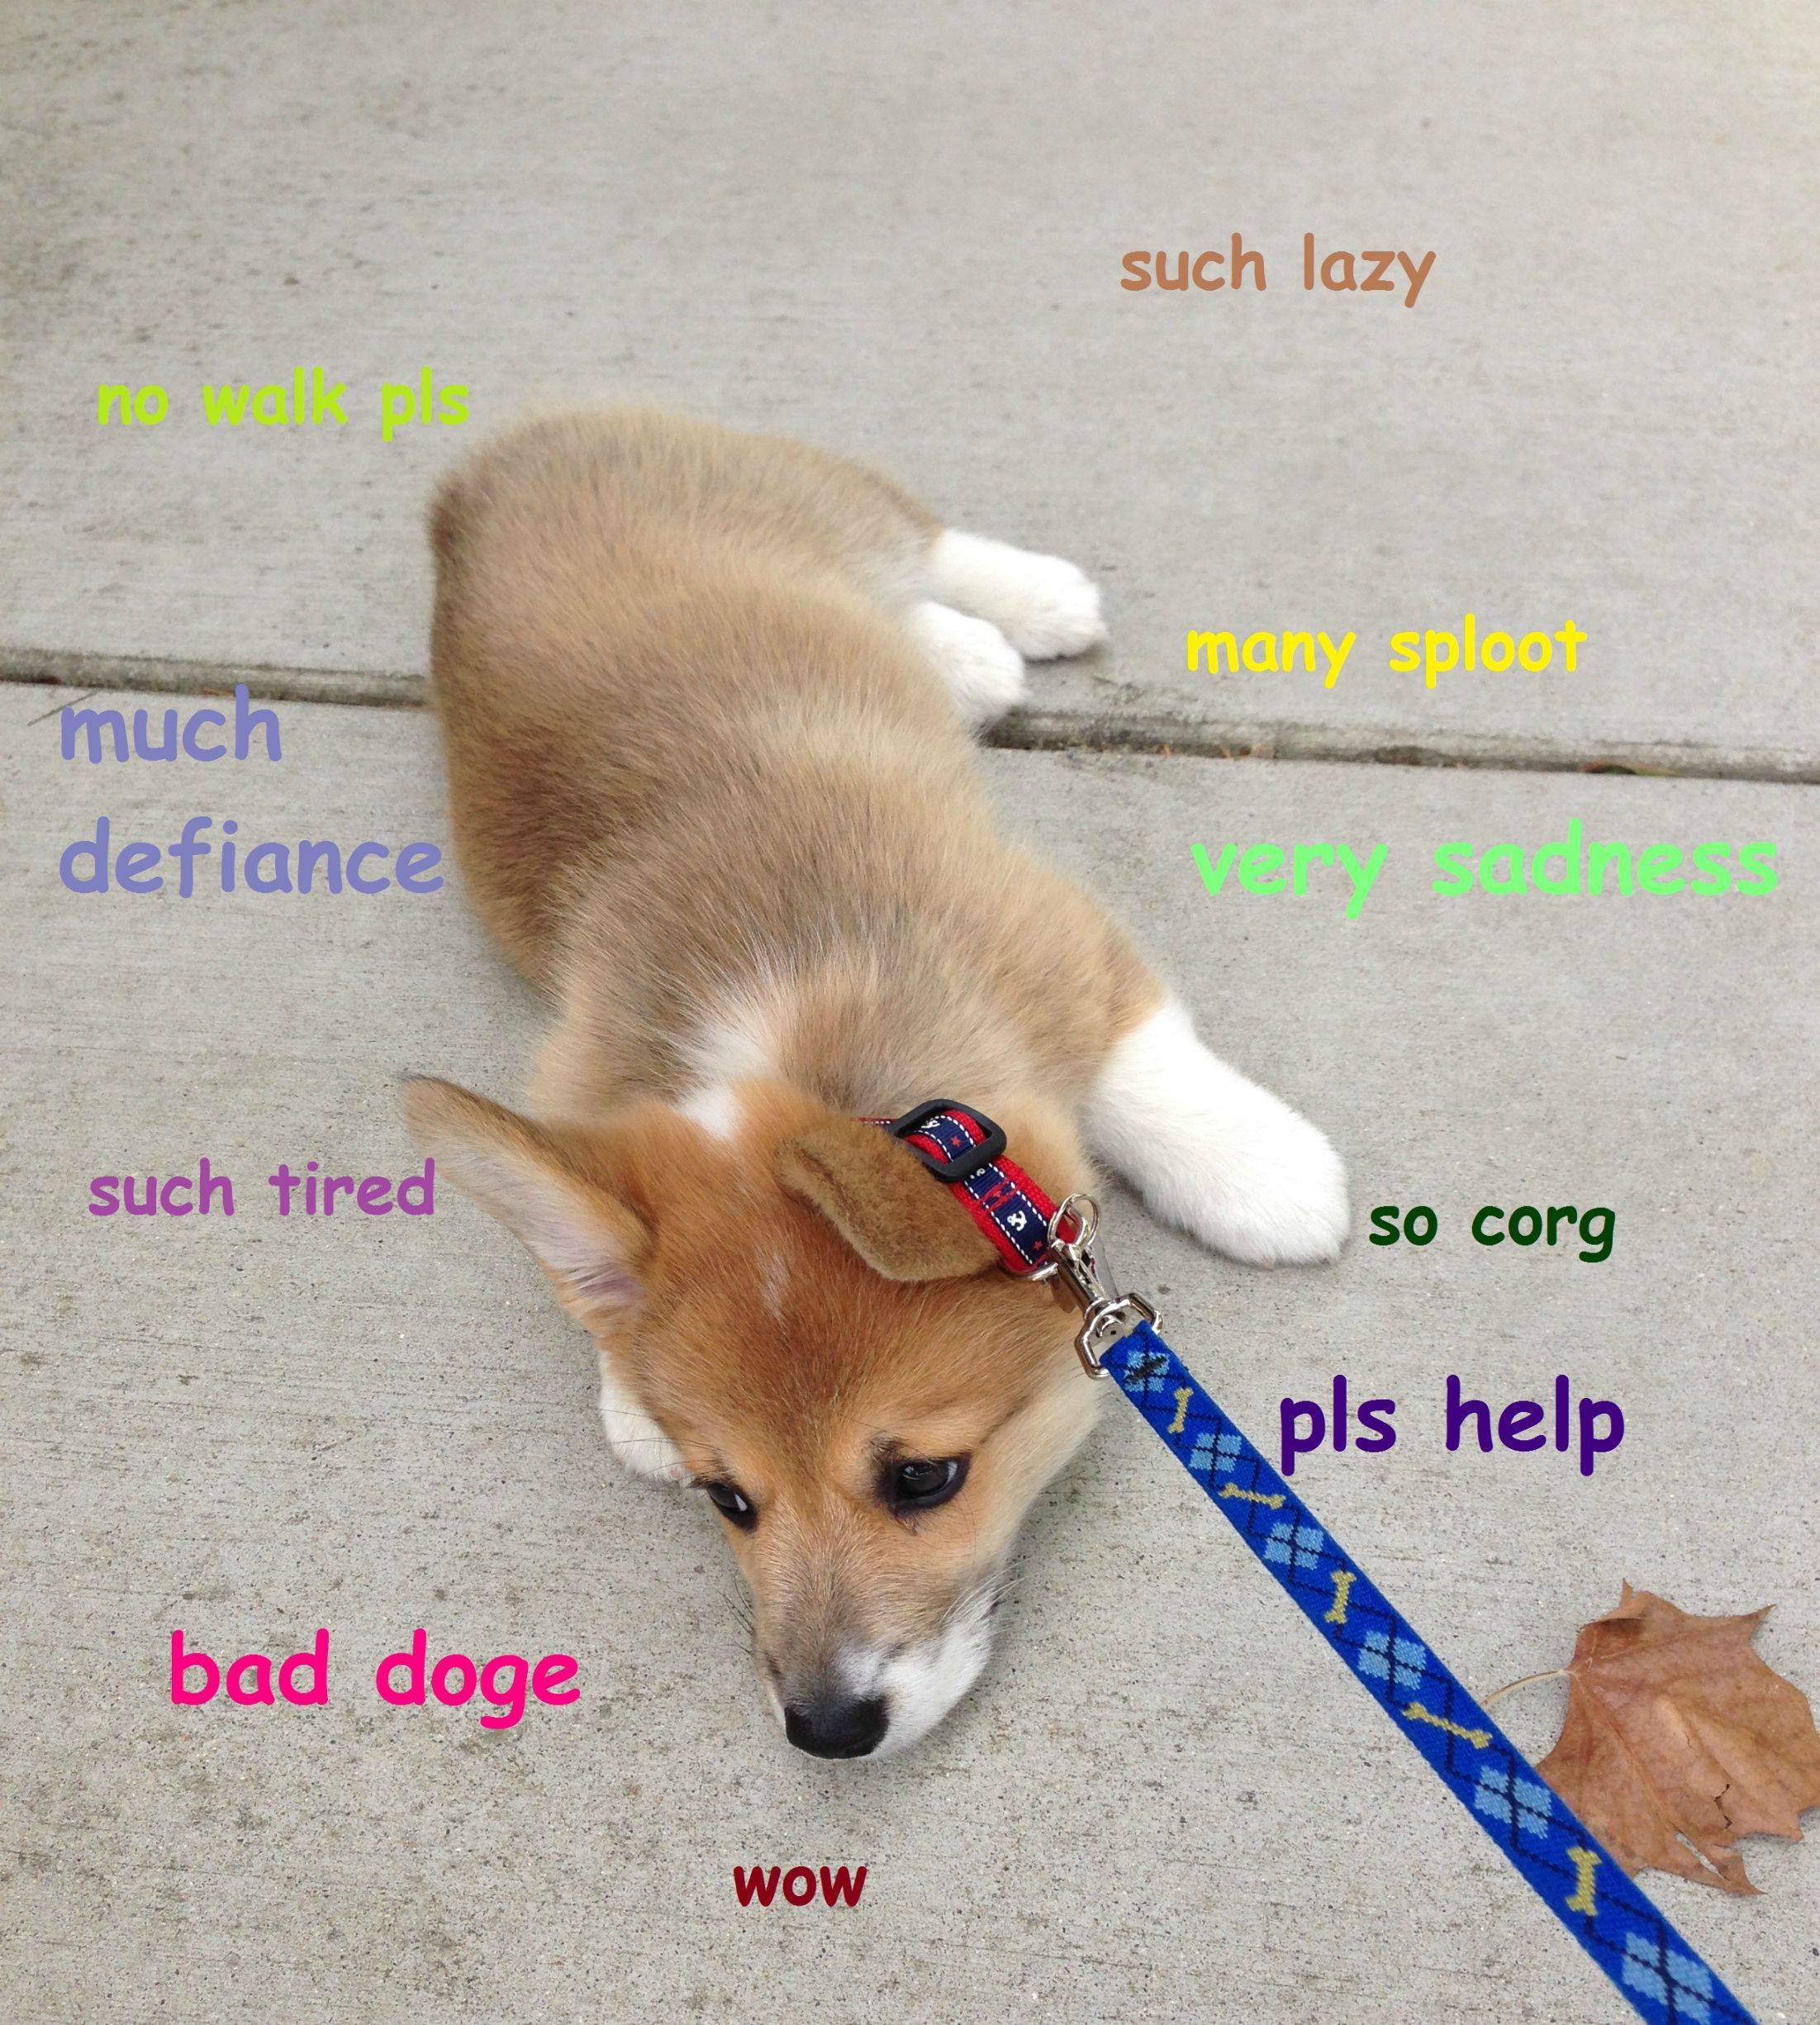 such lazy
no walk pls
many sploot
much
defiance
very sadness
such tired
so corg
pls help
bad doge
wow